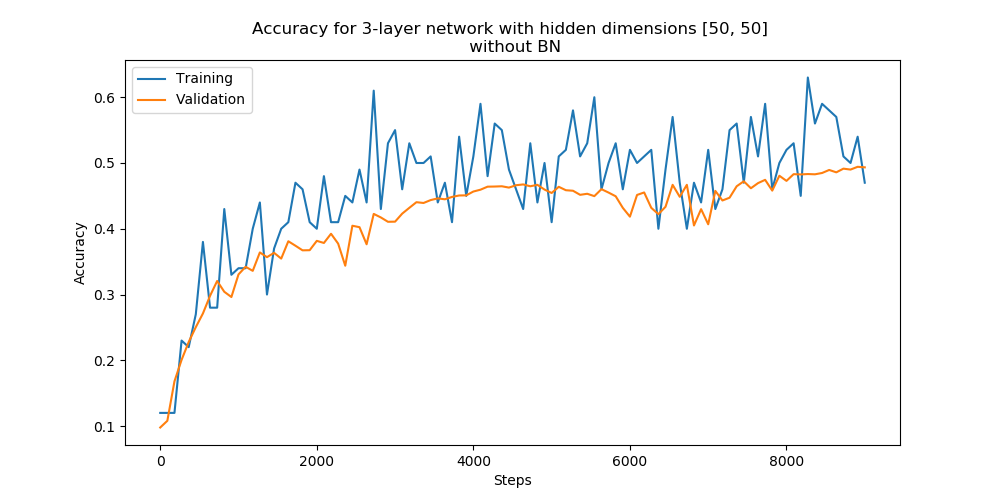 Accuracy for 3-layer network with hidden dimensions [50, 50]
without BN
Training
Validation
0.6
0.5
0.4
0.3
0.2
0.1
Accuracy
0
2000
4000
6000
8000
Steps